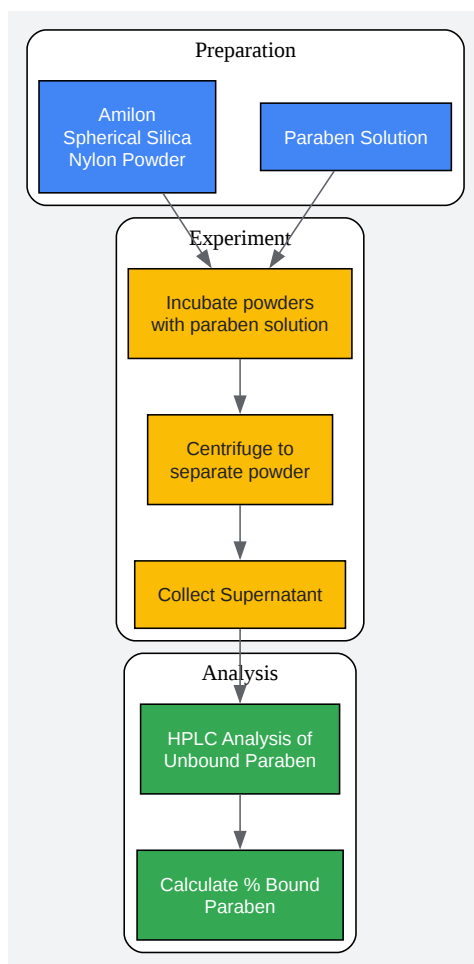 Preparation
Amilon
Spherical Silica
Nylon Powder
Paraben Solution
Experiment
Incubate powders
with paraben solution
Centrifuge to
separate powder
Collect Supernatant
Analysis
HPLC Analysis of
Unbound Paraben
Calculate % Bound
Paraben